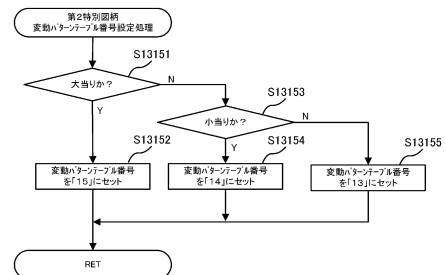 第2特別図柄
変動パターンテーブル番号設定処理
S13151
大当りか?
N
S13153
小当りか?
N
Y
Y
S13152
S13154
S13155
変動パターンテーブル番号
を「15」にセット
変動パターンテーブル番号
を「14」にセット
変動パターンテーブル番号
を「13」にセット
RET